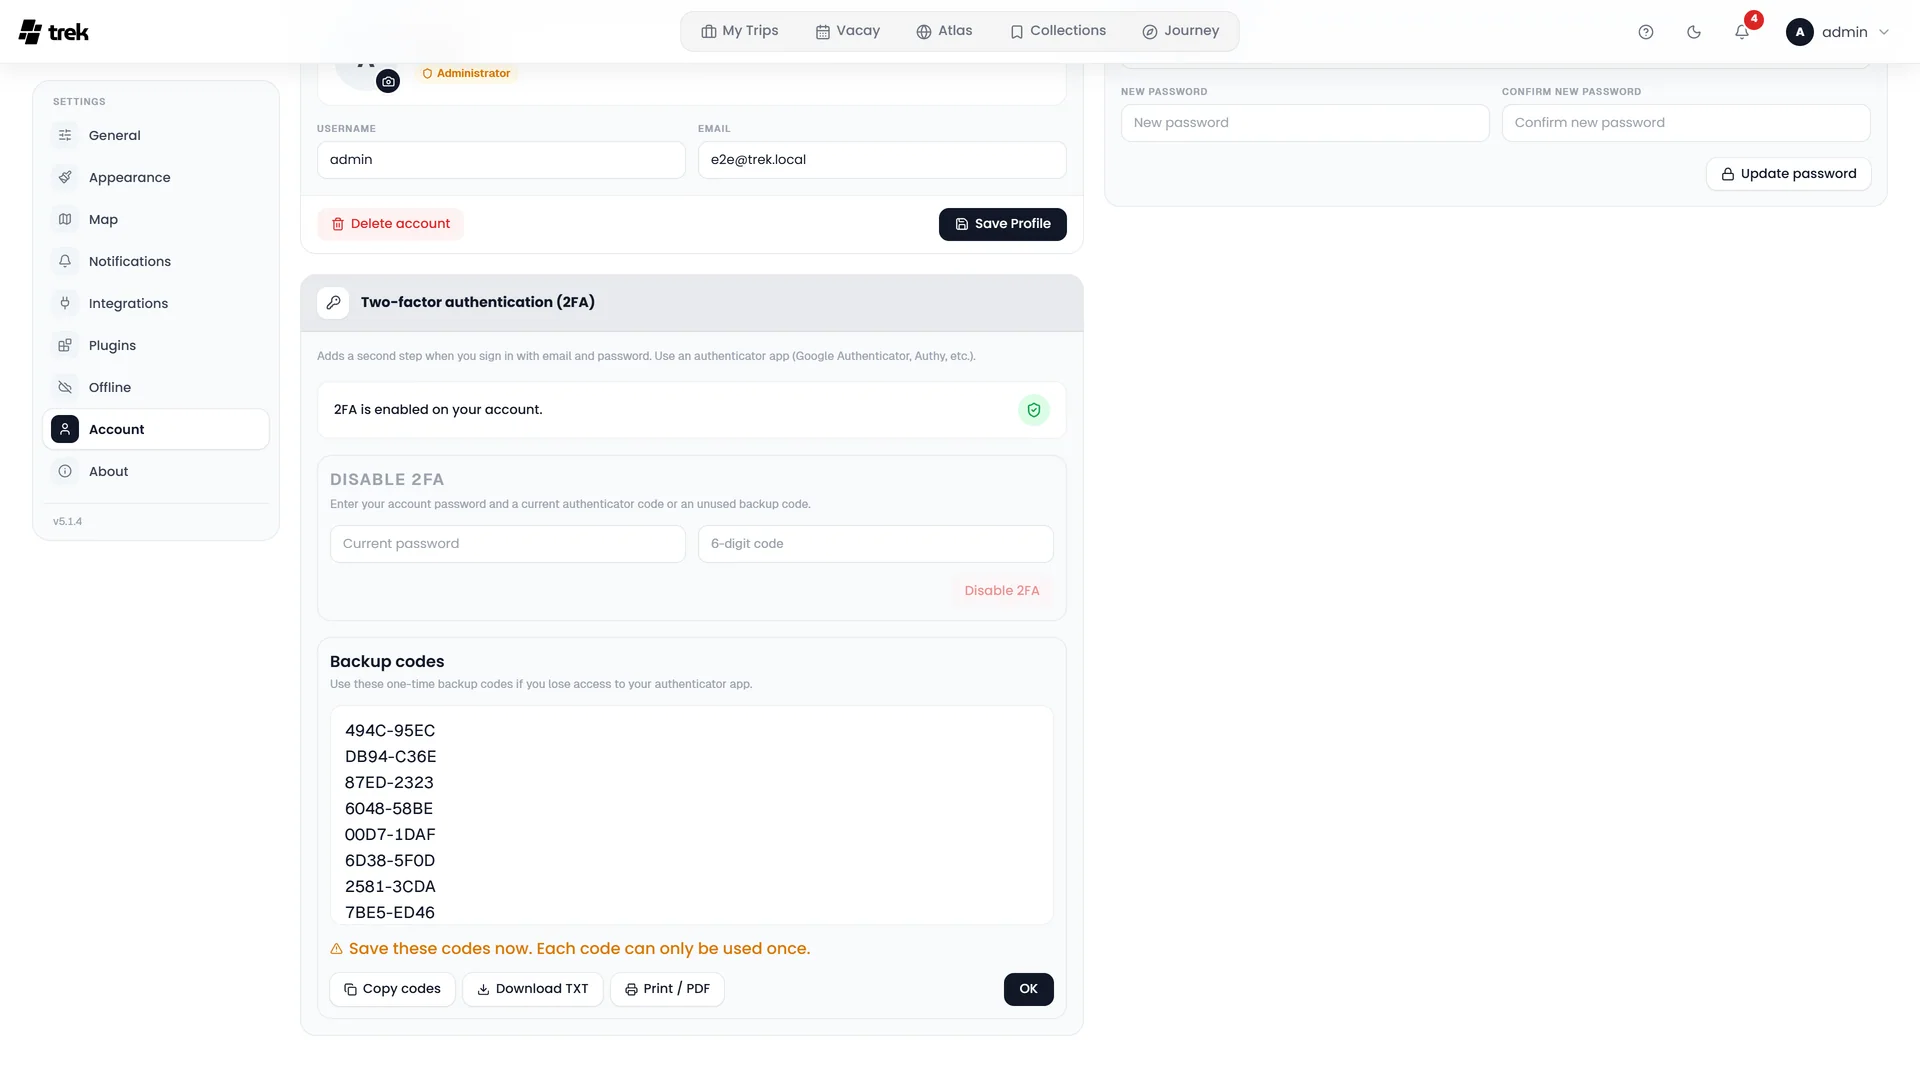 trek
My Trips
Vacay
Atlas
Collections
Journey
4
A
admin
SETTINGS
General
Appearance
Map
Notifications
Integrations
Plugins
Offline
Account
About
v5.1.4
Administrator
USERNAME
EMAIL
admin
e2e@trek.local
Delete account
Save Profile
Two-factor authentication (2FA)
Adds a second step when you sign in with email and password. Use an authenticator app (Google Authenticator, Authy, etc.).
2FA is enabled on your account.
DISABLE 2FA
Enter your account password and a current authenticator code or an unused backup code.
Current password
6-digit code
Disable 2FA
Backup codes
Use these one-time backup codes if you lose access to your authenticator app.
494C-95EC
DB94-C36E
87ED-2323
6048-58BE
00D7-1DAF
6D38-5F0D
2581-3CDA
7BE5-ED46
Save these codes now. Each code can only be used once.
Copy codes
Download TXT
Print / PDF
OK
NEW PASSWORD
CONFIRM NEW PASSWORD
New password
Confirm new password
Update password